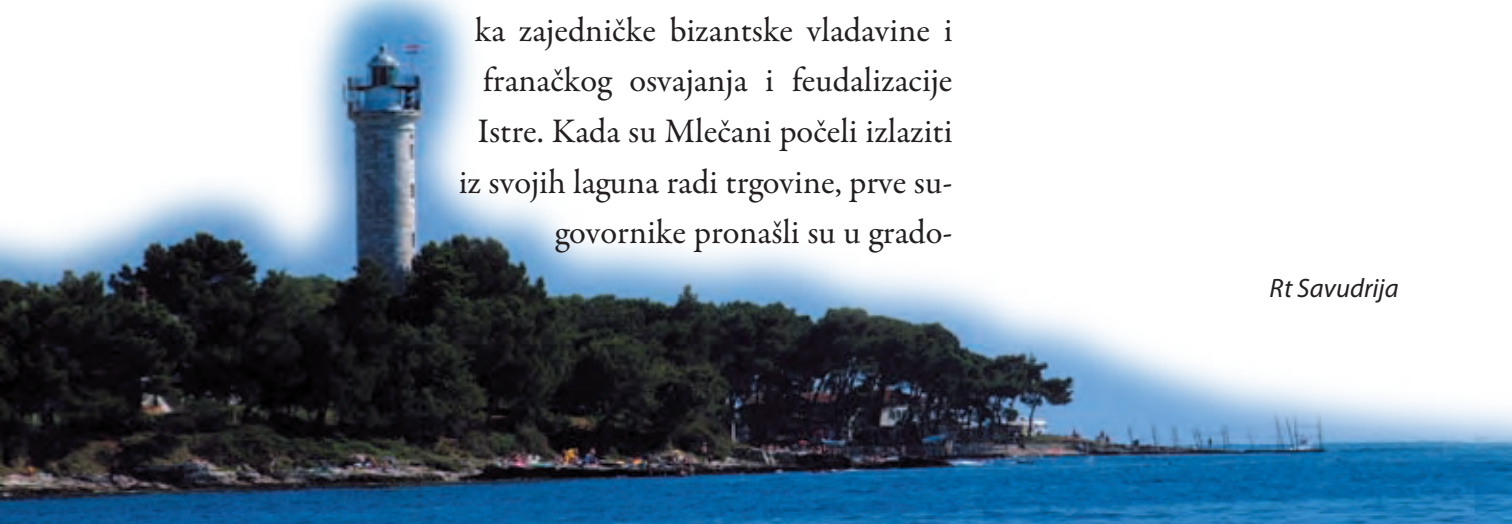 ka zajedničke bizantske vladavine i
franačkog osvajanja i feudalizacije
Istre. Kada su Mlečani počeli izlaziti
iz svojih laguna radi trgovine, prve su-
govornike pronašli su u grado-
Rt Savudrija